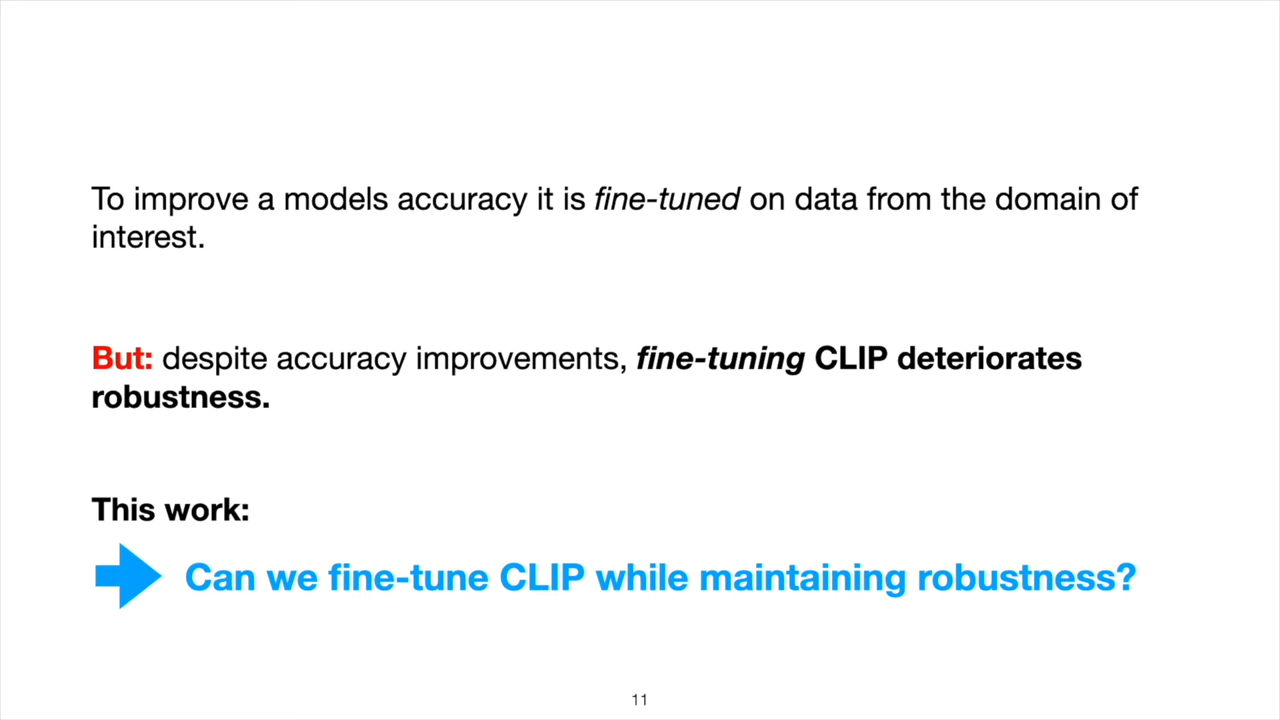 To improve a models accuracy it is fine-tuned on data from the domain of
interest.
But: despite accuracy improvements, fine-tuning CLIP deteriorates
robustness.
This work:
Can we fine-tune CLIP while maintaining robustness?
11